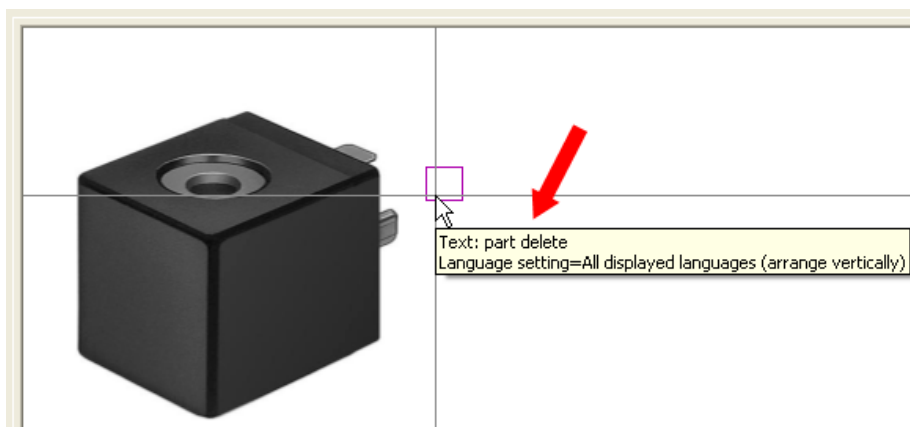 Text: part delete
Language setting=All displayed languages (arrange vertically)